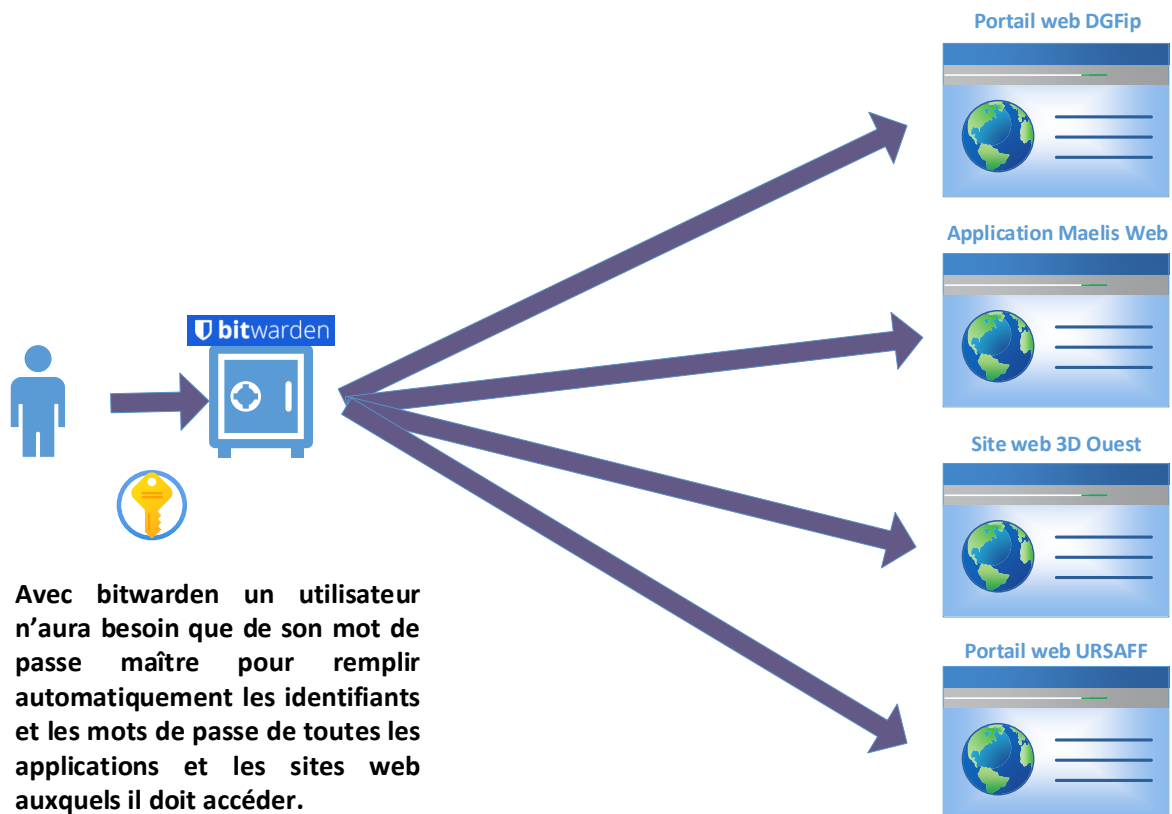 Portail web DGFip
Application Maelis Web
bitwarden
Site web 3D Ouest
Avec bitwarden un utilisateur
n'aura besoin que de son mot de
passe maître pour remplir
automatiquement les identifiants
et les mots de passe de toutes les
applications et les sites web
auxquels il doit accéder.
Portail web URSAFF